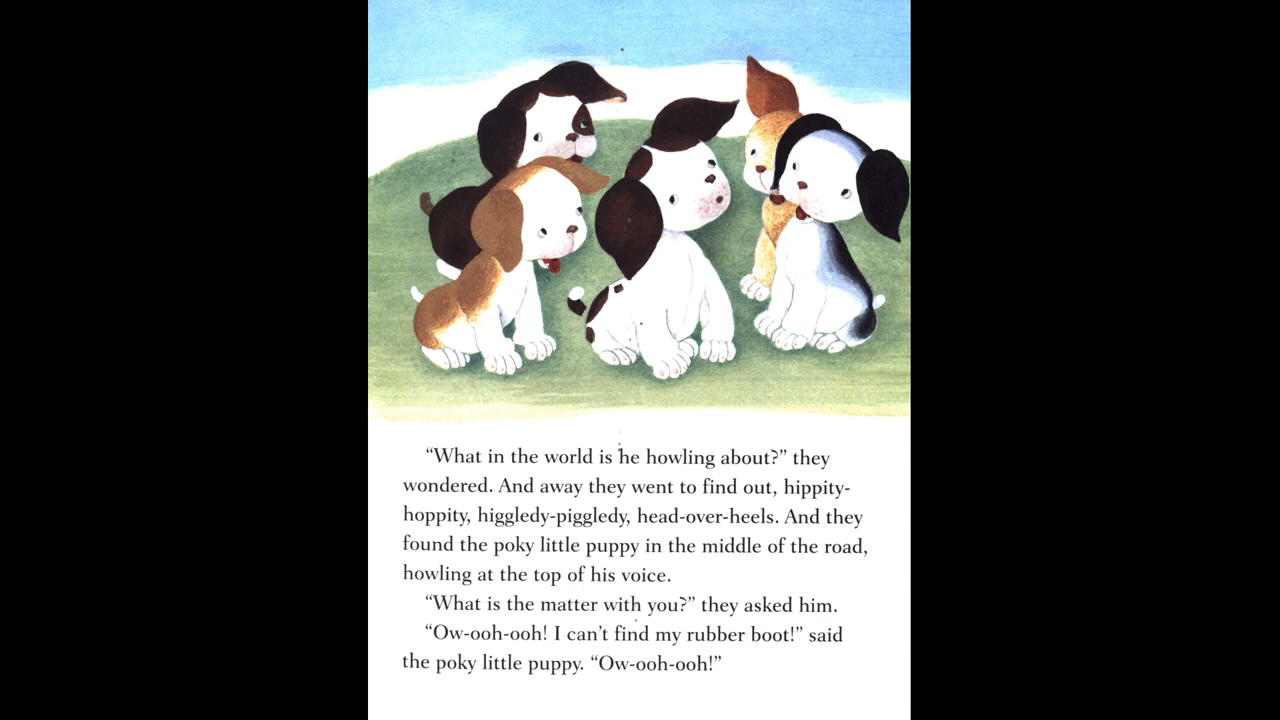 “What in the world is he howling about?” they
wondered. And away they went to find out, hippity-
hoppity, higgledy-piggledy, head-over-heels. And they
found the poky little puppy in the middle of the road,
howling at the top of his voice.
“What is the matter with you?” they asked him.
“Ow-ooh-ooh! I can’t find my rubber boot!” said
the poky little puppy. “Ow-ooh-ooh!”